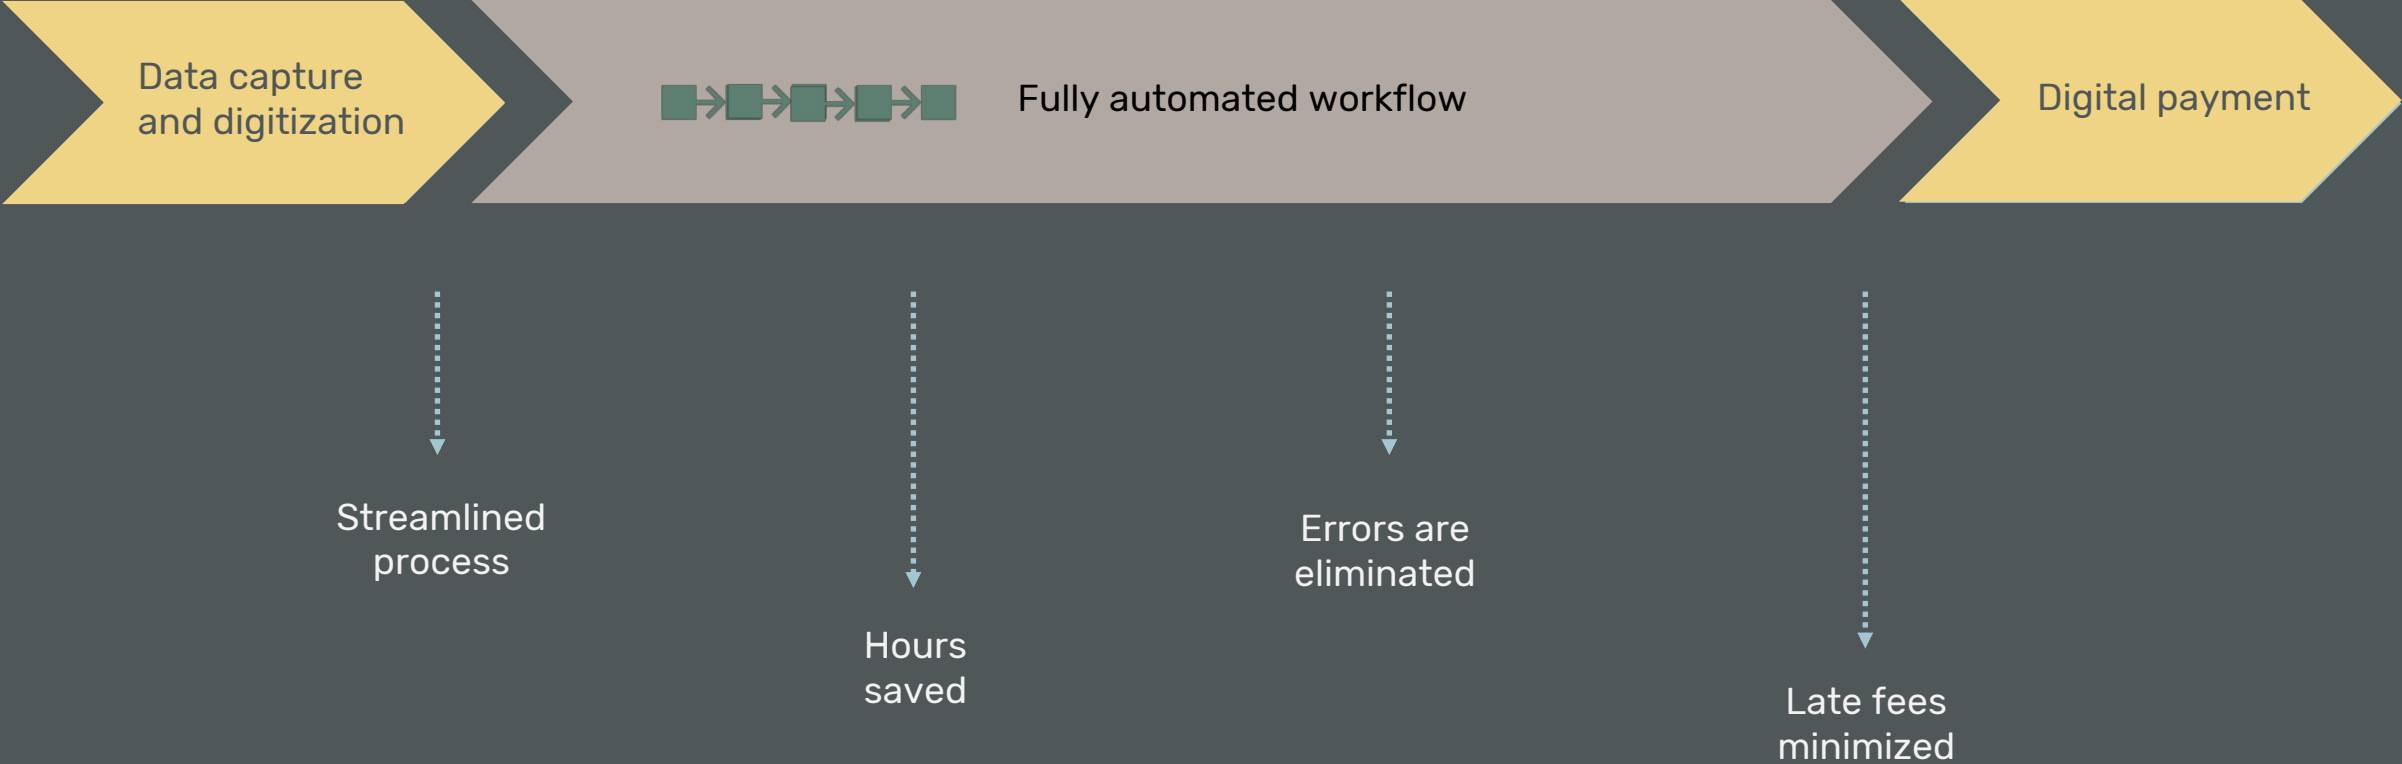 Data capture
and digitization
Fully automated workflow
Digital payment
Streamlined
process
Hours
saved
Errors are
eliminated
Late fees
minimized